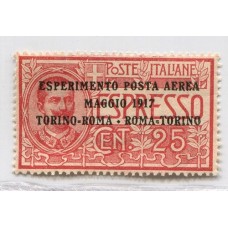 POSTE ITALIANE
ESPERIMENTO POSTA AEREA
MAGGIO 1917
ESPRESSO
TORINO-ROMA · ROMA-TORINO
CENT. 25